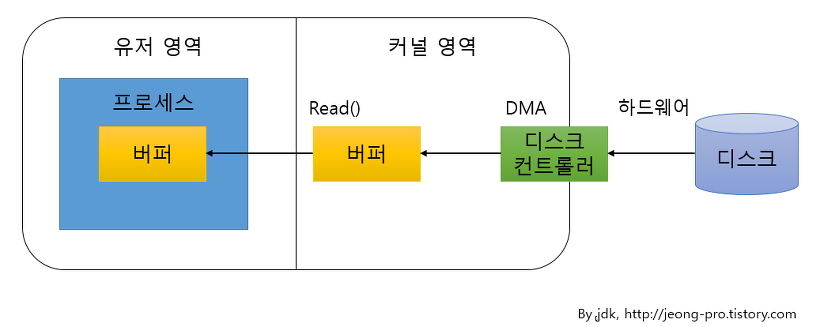 유저 영역
커널 영역
프로세스
버퍼
Read()
버퍼
DMA
디스크
컨트롤러
하드웨어
디스크
By jdk, http://jeong-pro.tistory.com